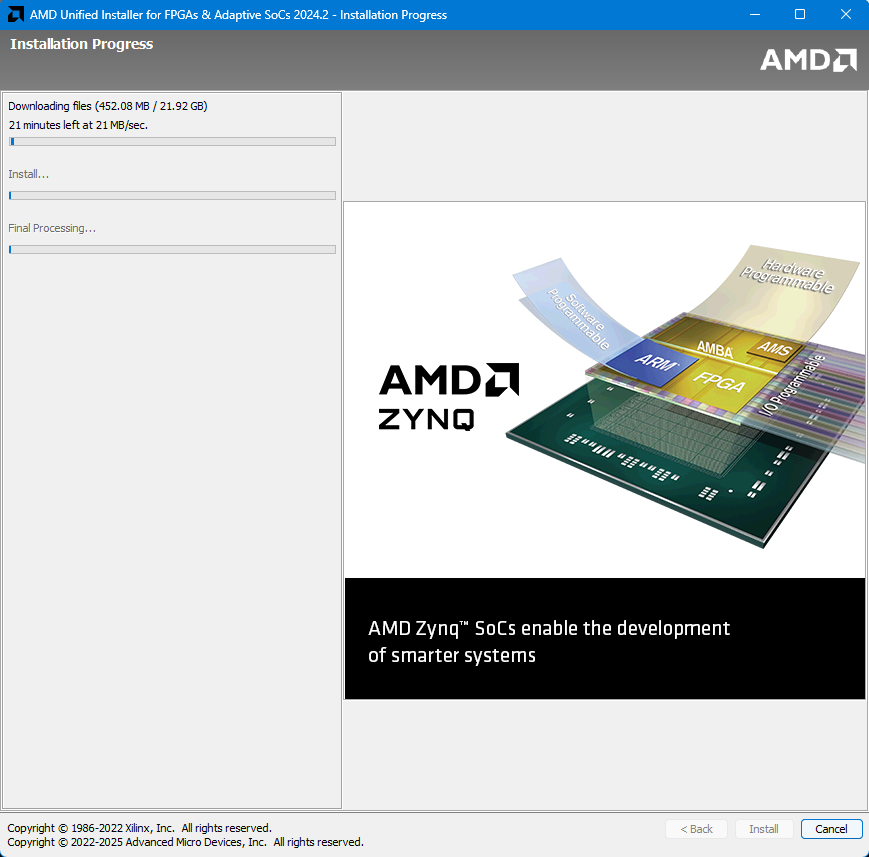 AMD Unified Installer for FPGAs & Adaptive SoCs 2024.2 - Installation Progress
Installation Progress
AMD
Downloading files (452.08 MB / 21.92 GB)
21 minutes left at 21 MB/sec.
Install...
Final Processing...
Software
Programmable
Hardware
Programmable
ARM
AMBA
AMS
FPGA
I/O Programmable
AMD
ZYNQ
AMD Zynq™ SoCs enable the development
of smarter systems
Copyright © 1986-2022 Xilinx, Inc.  All rights reserved.
Copyright © 2022-2025 Advanced Micro Devices, Inc.  All rights reserved.
< Back
Install
Cancel